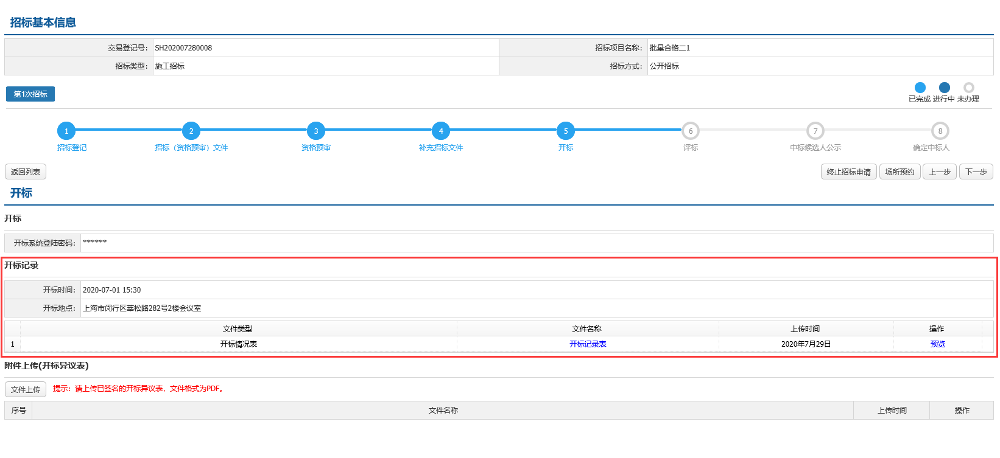 招标基本信息
交易登记号： SH202007280008 招标项目名称： 批量合格二1
招标类型： 施工招标 招标方式： 公开招标
第1次招标
已完成 进行中 未办理
1 2 3 4 5 6 7 8
招标登记 招标（资格预审）文件 资格预审 补充招标文件 开标 评标 中标候选人公示 确定中标人
返回列表 终止招标申请 场所预约 上一步 下一步
开标
开标
开标系统登陆密码： ******
开标记录
开标时间： 2020-07-01 15:30
开标地点： 上海市闵行区莘松路282号2楼会议室
文件类型 文件名称 上传时间 操作
1 开标情况表 开标记录表 2020年7月29日 预览
附件上传(开标异议表)
文件上传 提示：请上传已签名的开标异议表，文件格式为PDF。
序号 文件名称 上传时间 操作